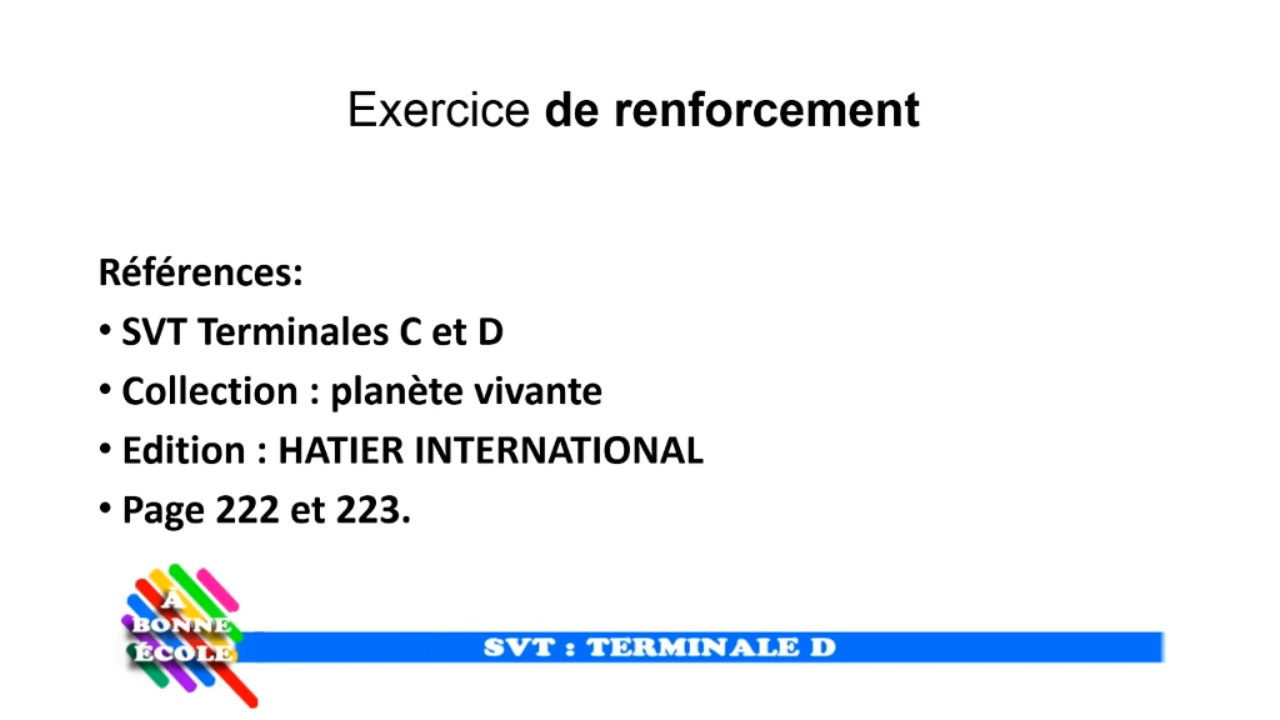 Exercice de renforcement
Références:
• SVT Terminales C et D
• Collection : planète vivante
• Edition : HATIER INTERNATIONAL
• Page 222 et 223.
À
BONNE
ÉCOLE
SVT : TERMINALE D